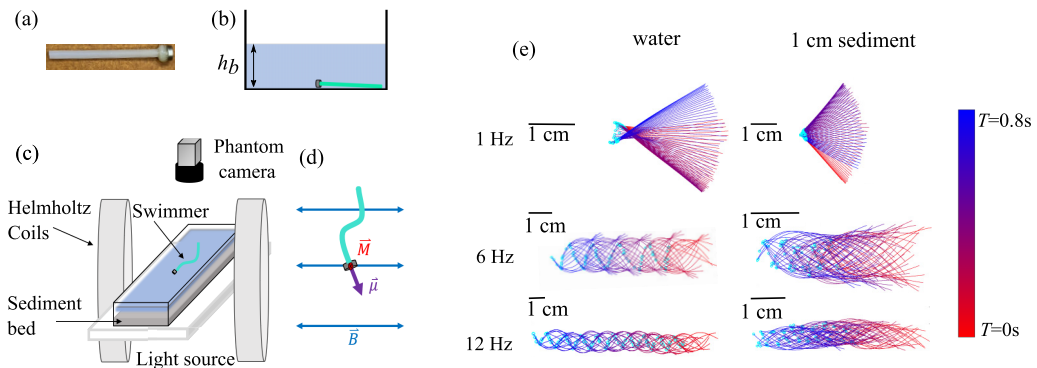 (a)
(b)
h_b
(c)
Phantom
camera
(d)
Helmholtz
Coils
Swimmer
Sediment
bed
Light source
M⃗
μ⃗
B⃗
(e)
water
1 cm sediment
1 Hz
1 cm
1 cm
6 Hz
1 cm
1 cm
12 Hz
1 cm
1 cm
T=0.8s
T=0s